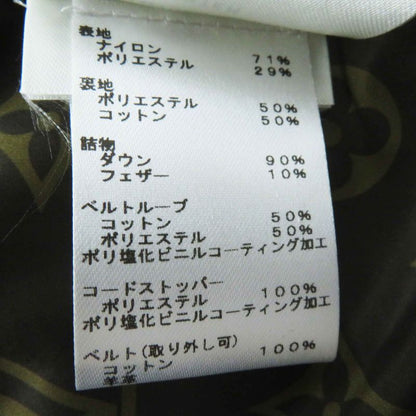 表地
ナイロン 71%
ポリエステル 29%
裏地
ポリエステル 50%
コットン 50%
詰物
ダウン 90%
フェザー 10%
ベルトループ
コットン 50%
ポリエステル 50%
ポリ塩化ビニルコーティング加工
コードストッパー
ポリエステル 100%
ポリ塩化ビニルコーティング加工
ベルト(取り外し可)
コットン 100%
羊革